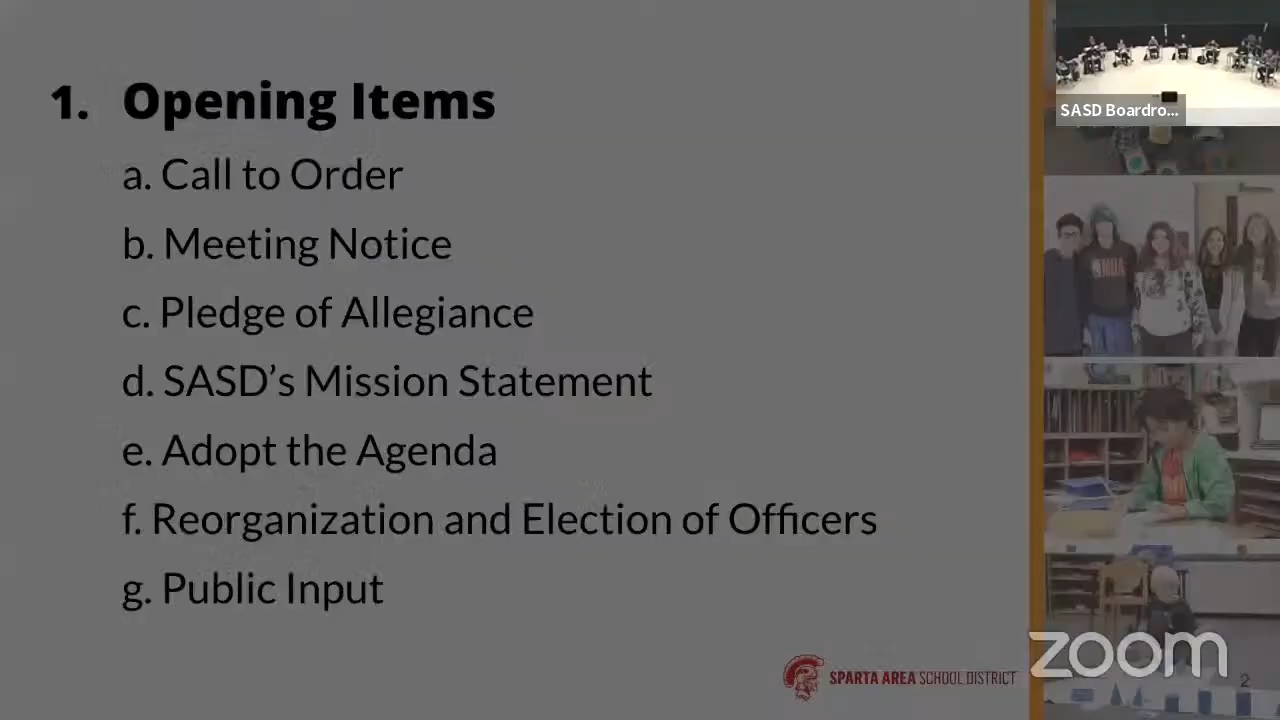 1. Opening Items
a. Call to Order
b. Meeting Notice
c. Pledge of Allegiance
d. SASD’s Mission Statement
e. Adopt the Agenda
f. Reorganization and Election of Officers
g. Public Input
SPARTA AREA SCHOOL DISTRICT
SASD Boardro...
zoom
2